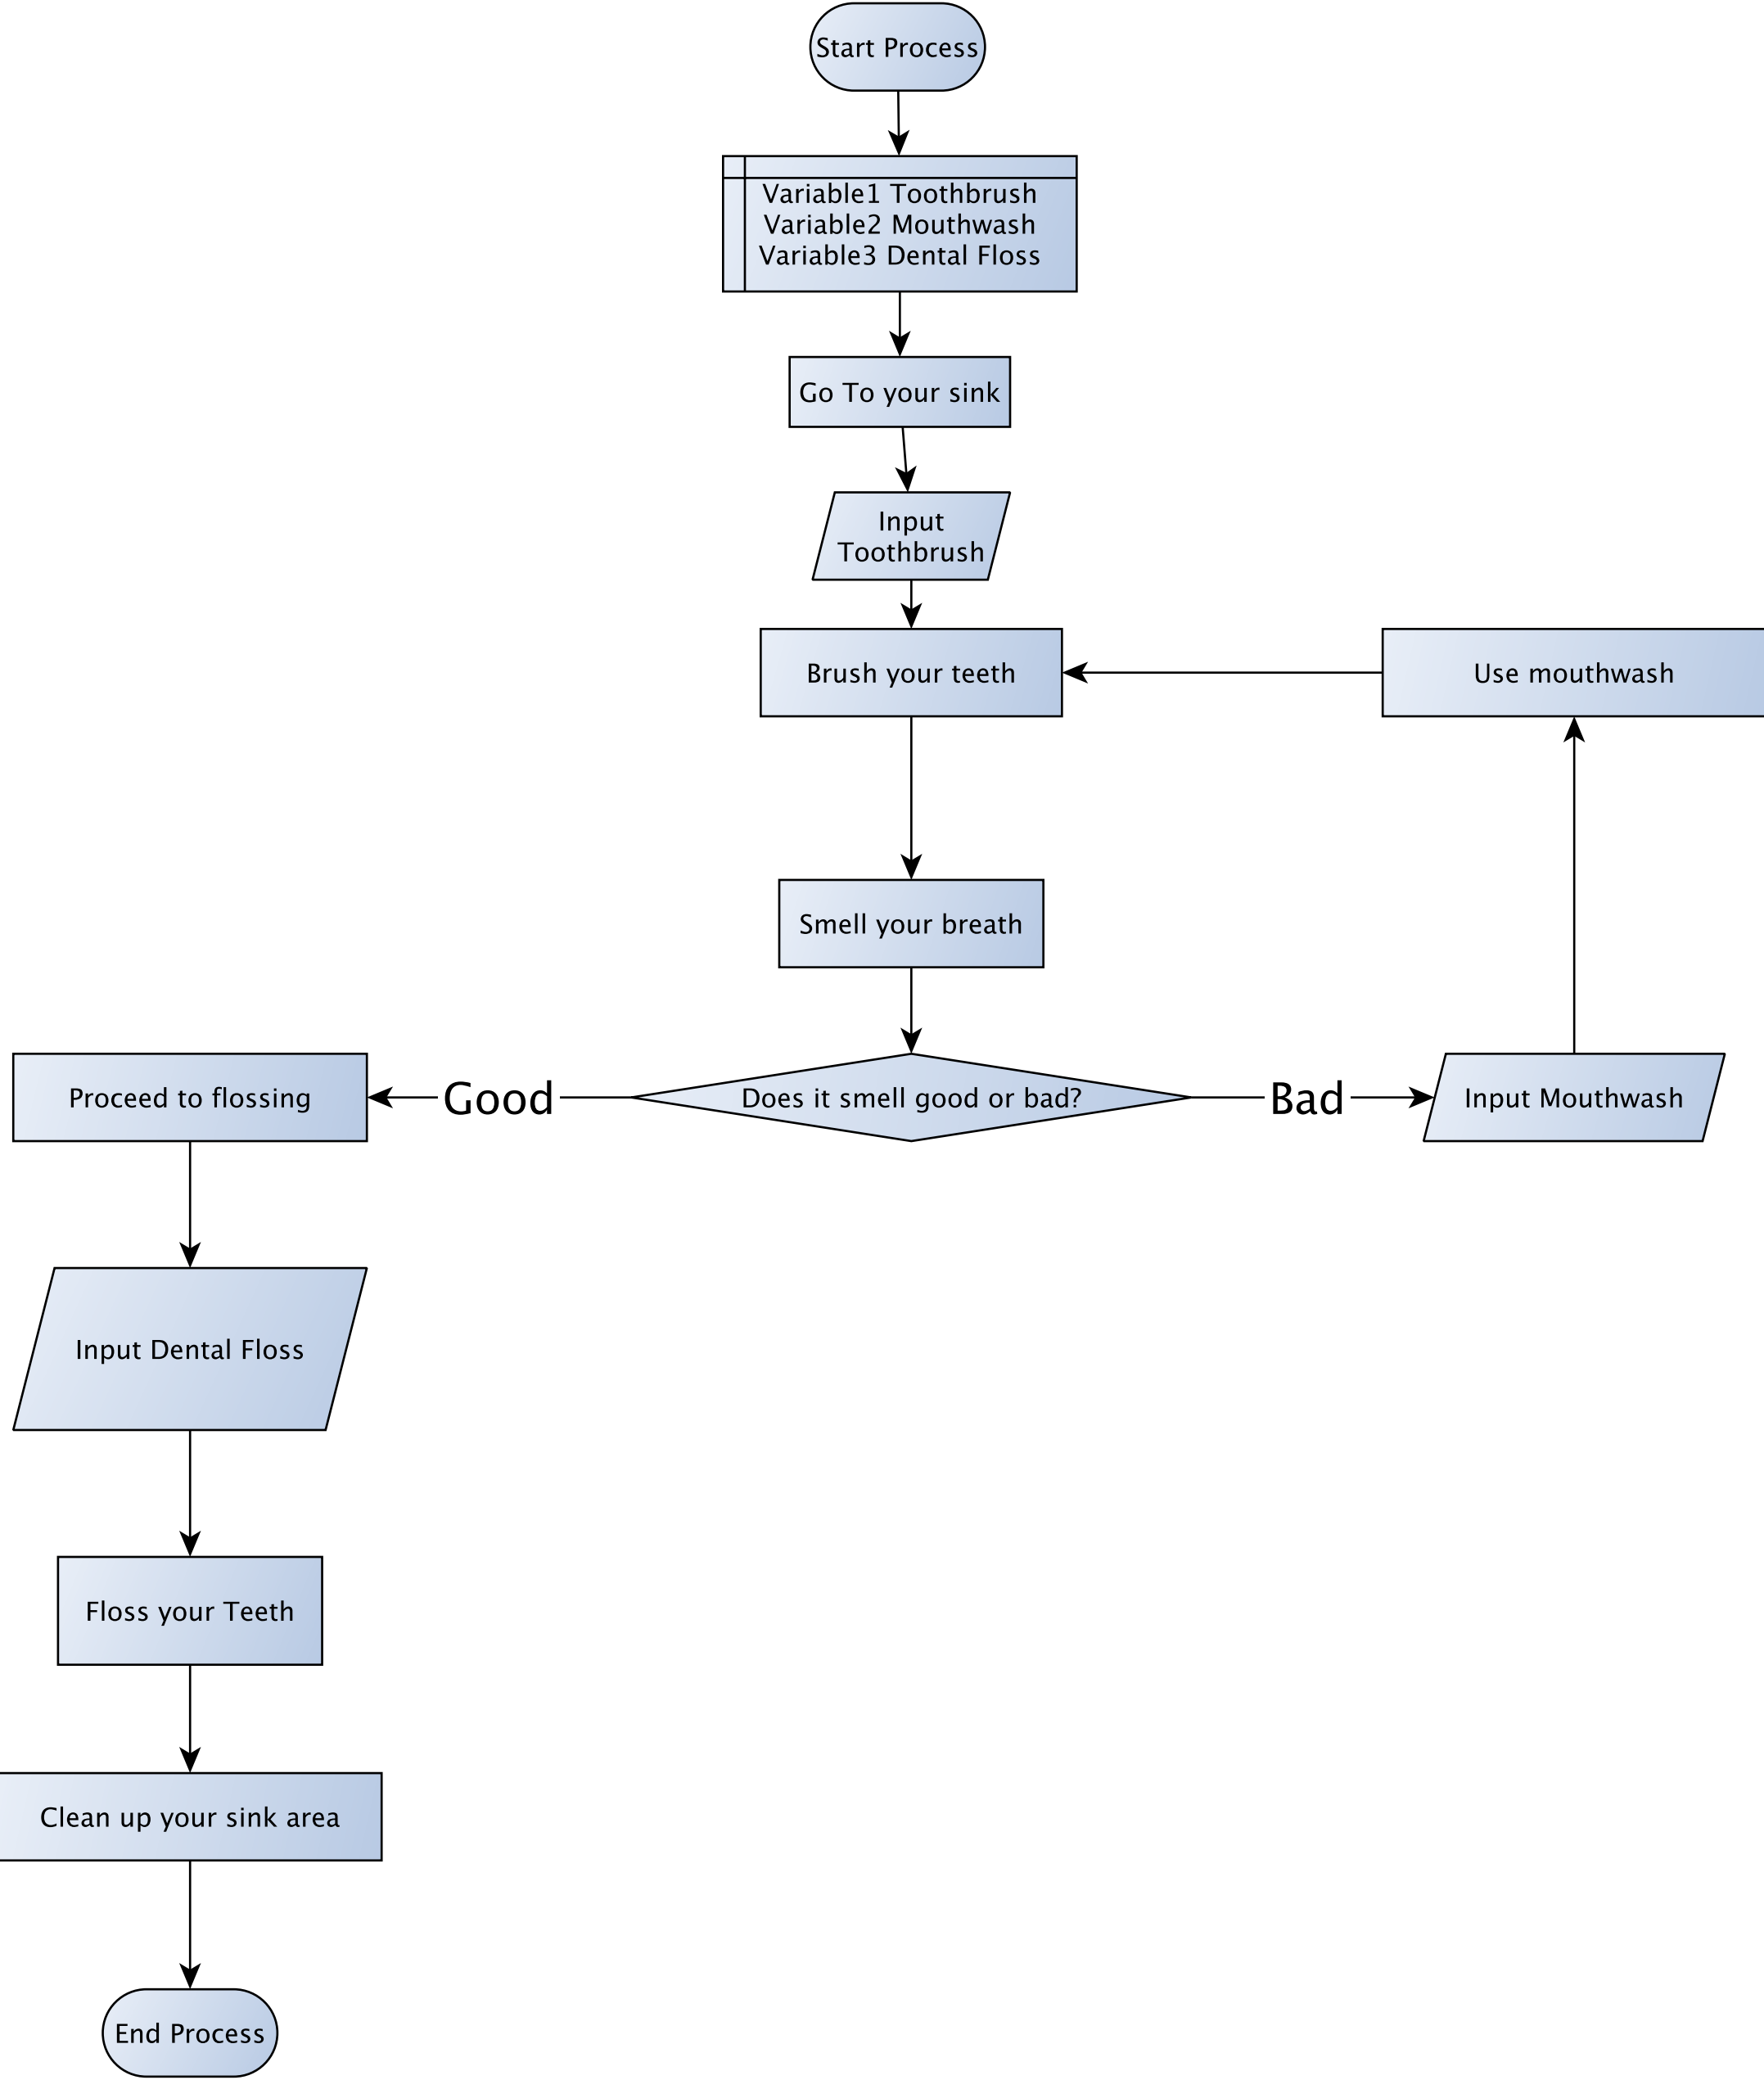 Start Process
Variable1 Toothbrush
Variable2 Mouthwash
Variable3 Dental Floss
Go To your sink
Input
Toothbrush
Brush your teeth
Use mouthwash
Smell your breath
Proceed to flossing
Good
Does it smell good or bad?
Bad
Input Mouthwash
Input Dental Floss
Floss your Teeth
Clean up your sink area
End Process